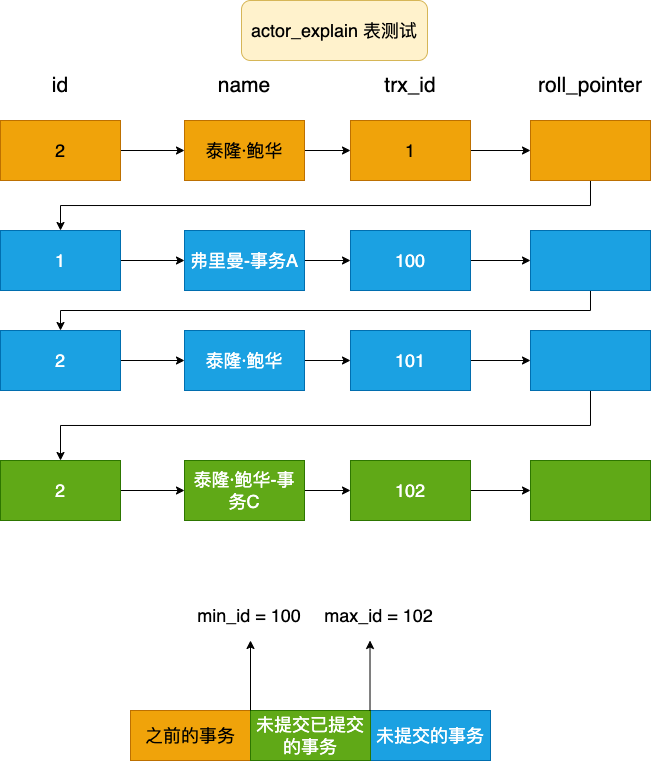 actor_explain 表测试
id name trx_id roll_pointer
2 泰隆·鲍华 1
1 弗里曼-事务A 100
2 泰隆·鲍华 101
2 泰隆·鲍华-事
务C 102
min_id = 100 max_id = 102
之前的事务 未提交已提交
的事务 未提交的事务